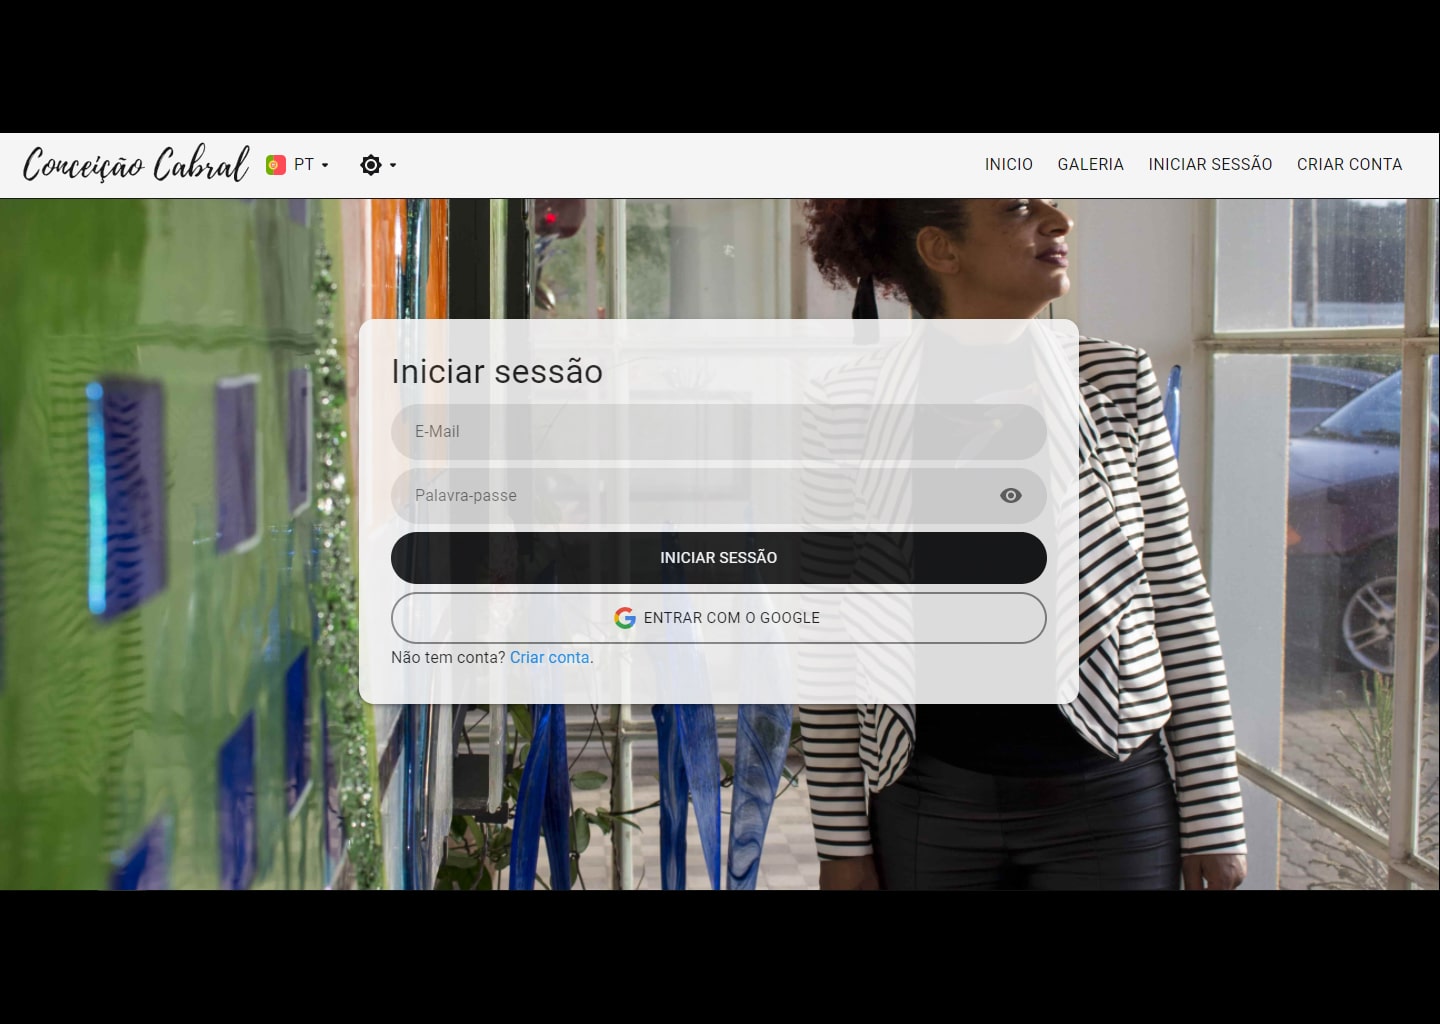 Conceição Cabral
PT
INICIO GALERIA INICIAR SESSÃO CRIAR CONTA
Iniciar sessão
E-Mail
Palavra-passe
INICIAR SESSÃO
ENTRAR COM O GOOGLE
Não tem conta? Criar conta.